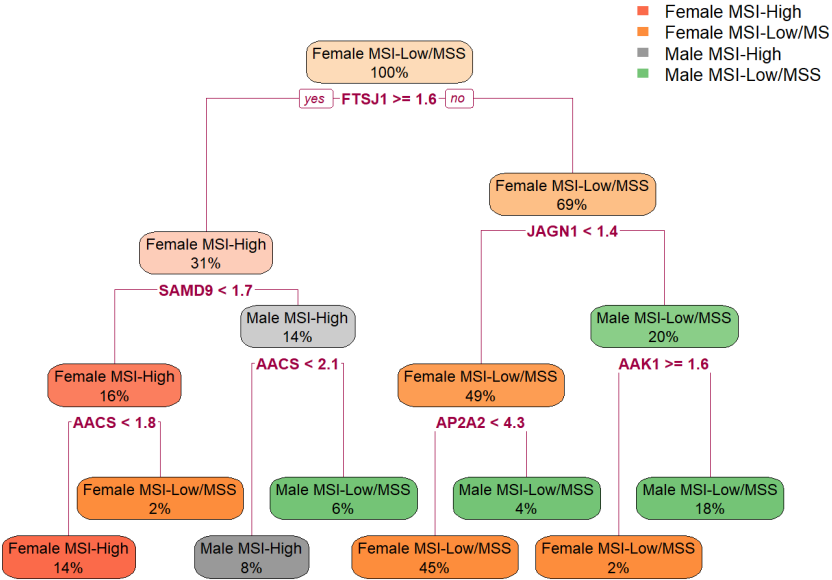 Female MSI-High
Female MSI-Low/MS
Male MSI-High
Male MSI-Low/MSS
Female MSI-Low/MSS
100%
yes FTSJ1 >= 1.6 no
Female MSI-Low/MSS
69%
JAGN1 < 1.4
Female MSI-High
31%
SAMD9 < 1.7
Male MSI-High
14%
AACS < 2.1
Male MSI-Low/MSS
20%
AAK1 >= 1.6
Female MSI-High
16%
AACS < 1.8
Female MSI-Low/MSS
49%
AP2A2 < 4.3
Female MSI-Low/MSS
2%
Male MSI-Low/MSS
6%
Male MSI-Low/MSS
4%
Male MSI-Low/MSS
18%
Female MSI-High
14%
Male MSI-High
8%
Female MSI-Low/MSS
45%
Female MSI-Low/MSS
2%